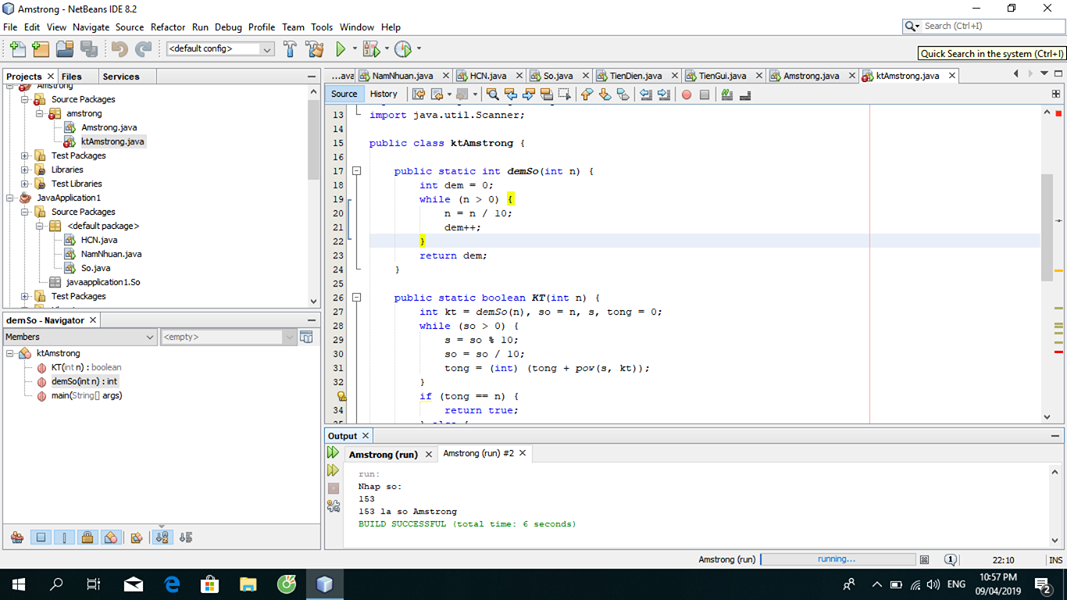 Amstrong - NetBeans IDE 8.2
File Edit View Navigate Source Refactor Run Debug Profile Team Tools Window Help
Search (Ctrl+I)
<default config>
Quick Search in the system (Ctrl+I)
Projects Files Services
Amstrong
Source Packages
amstrong
Amstrong.java
ktAmstrong.java
Test Packages
Libraries
Test Libraries
JavaApplication1
Source Packages
<default package>
HCN.java
NamNhuan.java
So.java
javaapplication1.So
Test Packages
demSo - Navigator
Members <empty>
ktAmstrong
KT(int n) : boolean
demSo(int n) : int
main(String[] args)
...ava NamNhuan.java HCN.java So.java TienDien.java TienGui.java Amstrong.java ktAmstrong.java
Source History
13 import java.util.Scanner;
14
15 public class ktAmstrong {
16
17 public static int demSo(int n) {
18 int dem = 0;
19 while (n > 0) {
20 n = n / 10;
21 dem++;
22 }
23 return dem;
24 }
25
26 public static boolean KT(int n) {
27 int kt = demSo(n), so = n, s, tong = 0;
28 while (so > 0) {
29 s = so % 10;
30 so = so / 10;
31 tong = (int) (tong + pow(s, kt));
32 }
if (tong == n) {
34 return true;
} else {
Output
Amstrong (run) Amstrong (run) #2
run:
Nhap so:
153
153 la so Amstrong
BUILD SUCCESSFUL (total time: 6 seconds)
Amstrong (run) running... 1 22:10 INS
ENG 10:57 PM
09/04/2019 2